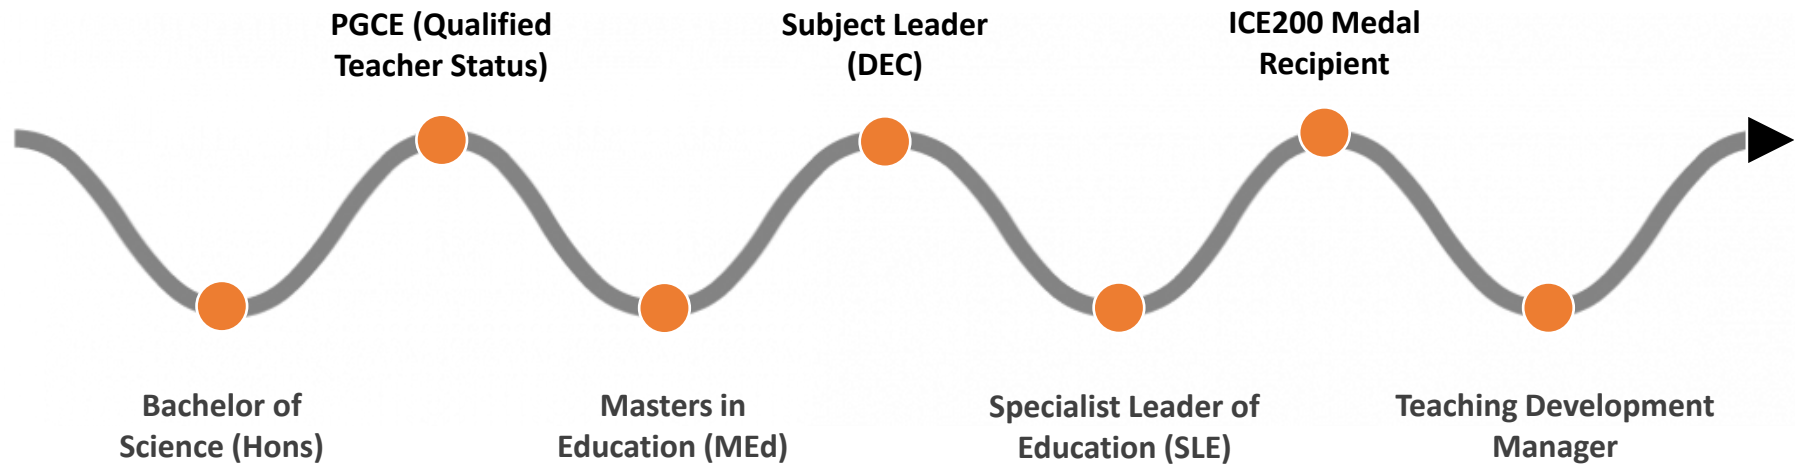 PGCE (Qualified
Teacher Status)
Subject Leader
(DEC)
ICE200 Medal
Recipient
Bachelor of
Science (Hons)
Masters in
Education (MEd)
Specialist Leader of
Education (SLE)
Teaching Development
Manager